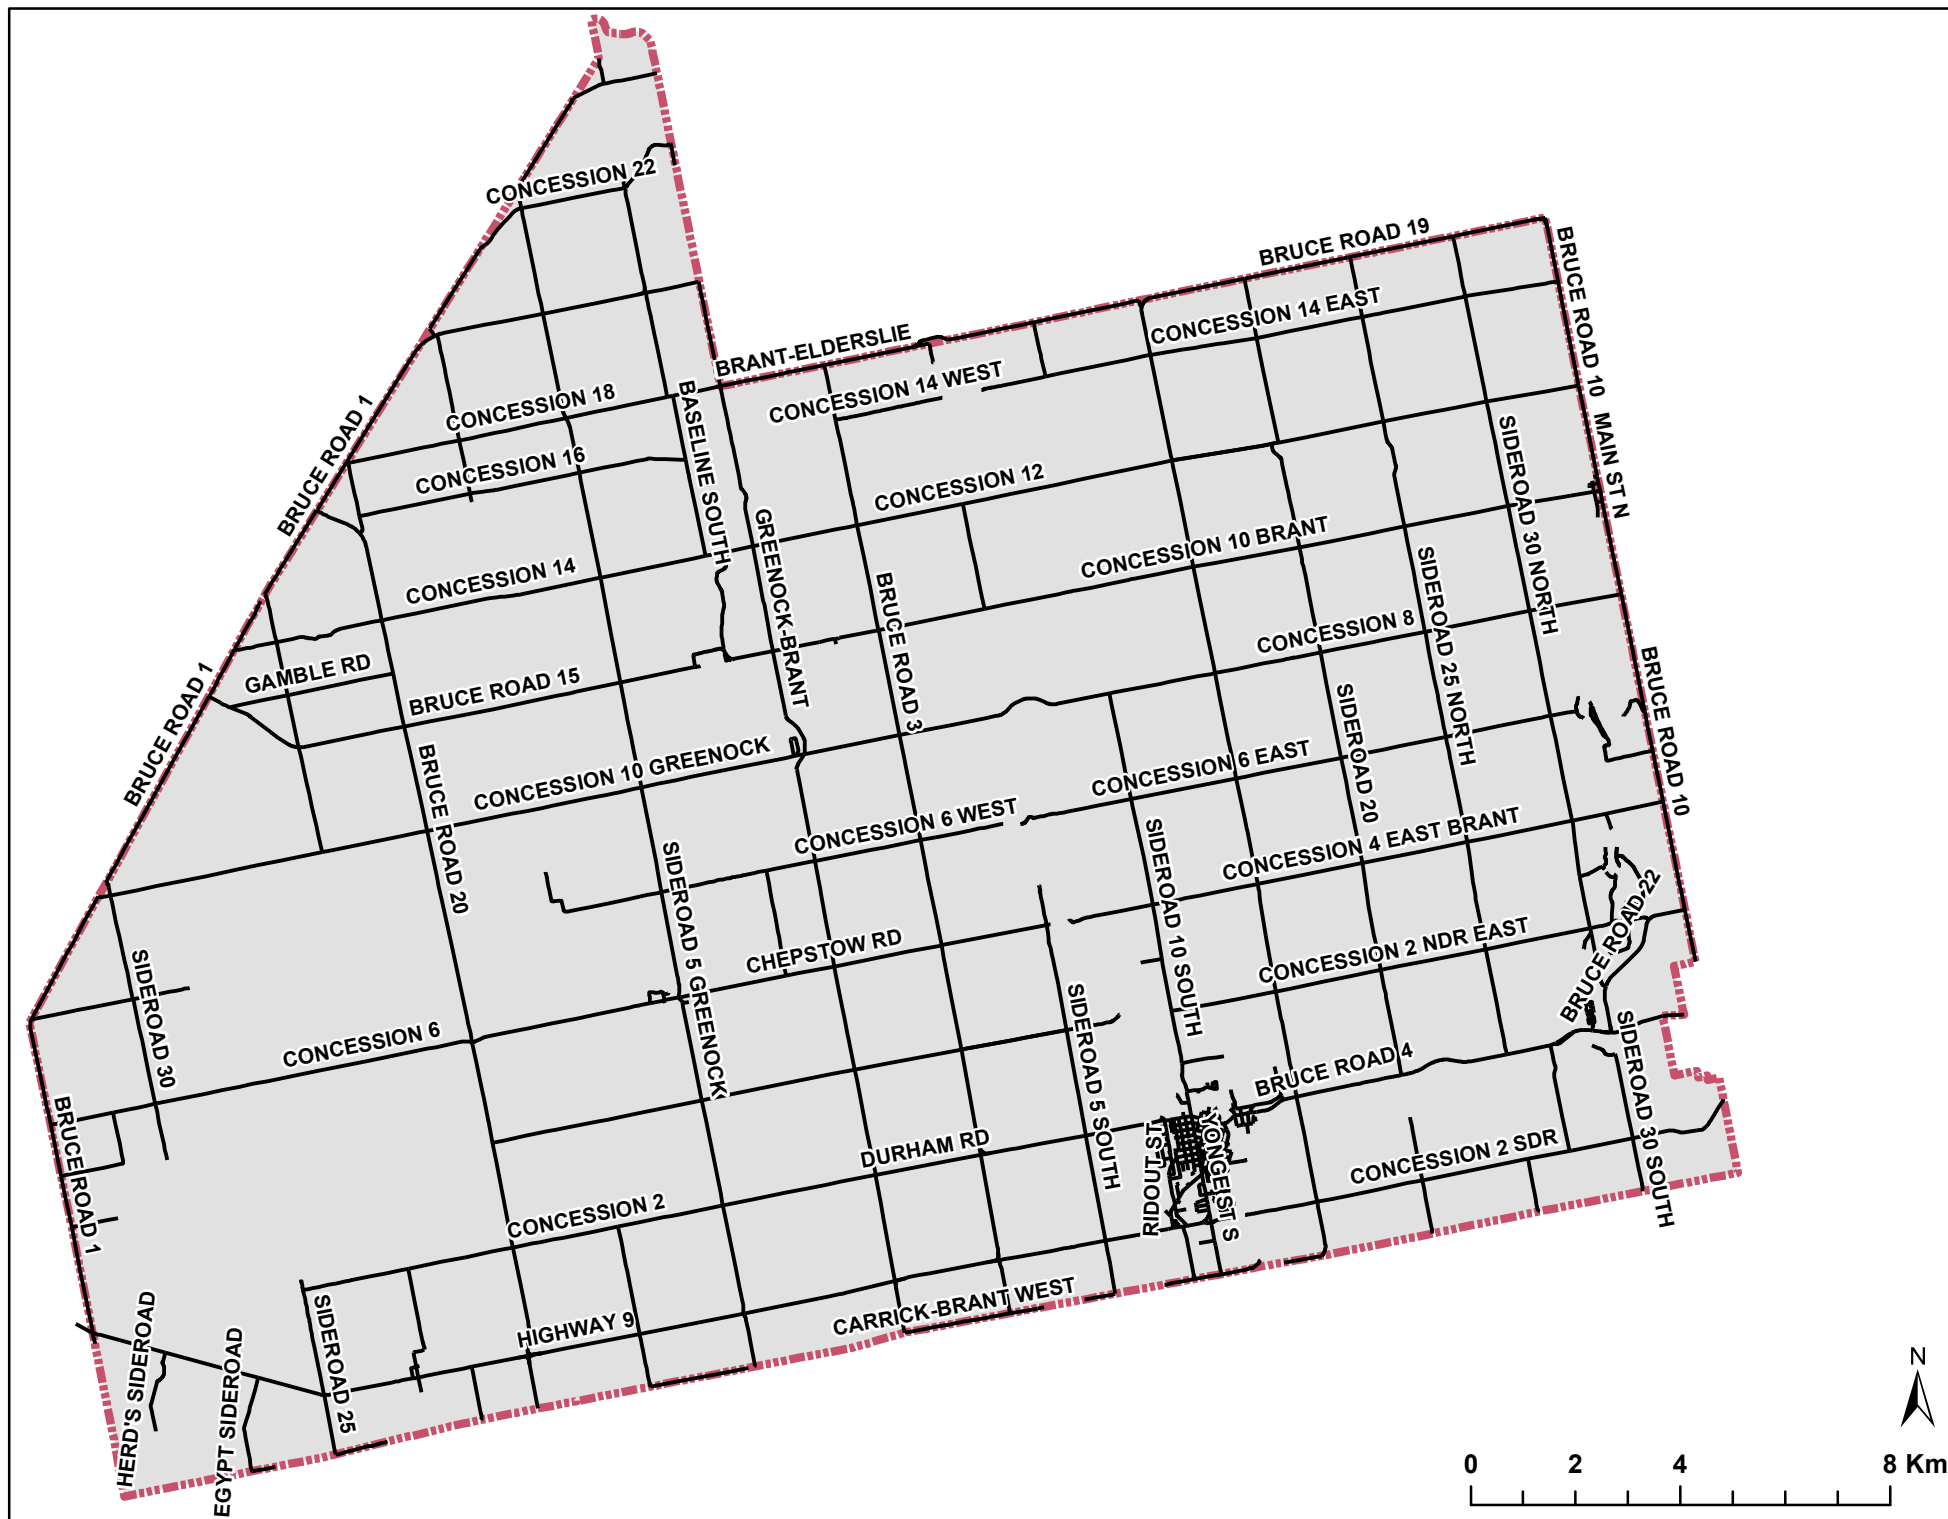 CONCESSION 22
BRUCE ROAD 19
BRUCE ROAD 10
CONCESSION 14 EAST
BRANT-ELDERSLIE
CONCESSION 14 WEST
CONCESSION 18
BASELINE SOUTH
BRUCE ROAD 1
MAIN ST N
SIDEROAD 30 NORTH
CONCESSION 16
CONCESSION 12
GREENOCK-BRANT
CONCESSION 10 BRANT
SIDEROAD 25 NORTH
CONCESSION 14
BRUCE ROAD 3
CONCESSION 8
GAMBLE RD
BRUCE ROAD 15
BRUCE ROAD 1
BRUCE ROAD 10
SIDEROAD 20
CONCESSION 10 GREENOCK
CONCESSION 6 EAST
BRUCE ROAD 20
CONCESSION 6 WEST
CONCESSION 4 EAST BRANT
SIDEROAD 5 GREENOCK
SIDEROAD 10 SOUTH
BRUCE ROAD 22
CHEPSTOW RD
CONCESSION 2 NDR EAST
SIDEROAD 30
SIDEROAD 5 SOUTH
CONCESSION 6
SIDEROAD 30 SOUTH
BRUCE ROAD 4
BRUCE ROAD 1
DURHAM RD
RIDOUT ST
YONGE ST S
CONCESSION 2 SDR
CONCESSION 2
CARRICK-BRANT WEST
HIGHWAY 9
SIDEROAD 25
HERD'S SIDEROAD
EGYPT SIDEROAD
N
0 2 4 8 Km